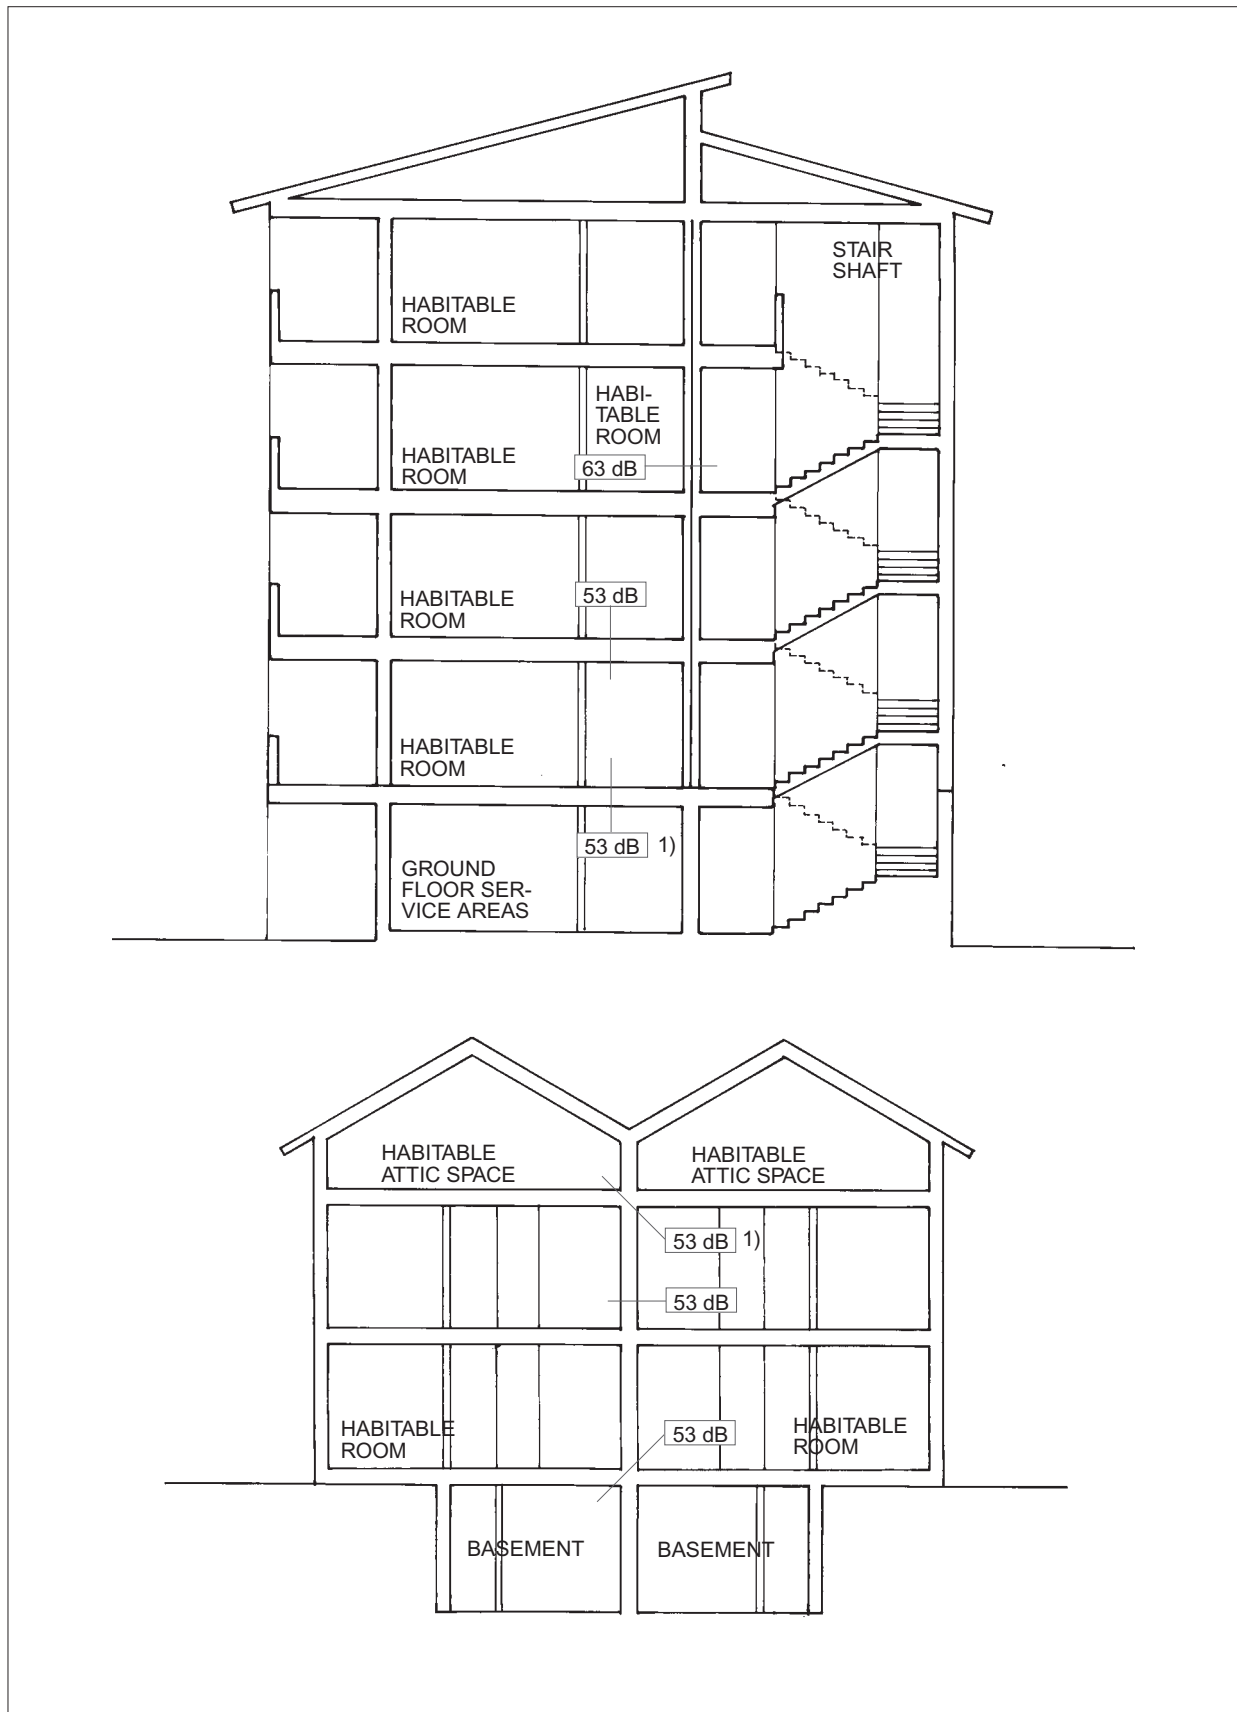 STAIR
SHAFT
HABITABLE
ROOM
HABI-
TABLE
ROOM
HABITABLE
ROOM
63 dB
53 dB
HABITABLE
ROOM
HABITABLE
ROOM
53 dB 1)
GROUND
FLOOR SER-
VICE AREAS
HABITABLE
ATTIC SPACE
HABITABLE
ATTIC SPACE
53 dB 1)
53 dB
53 dB
HABITABLE
ROOM
HABITABLE
ROOM
BASEMENT
BASEMENT